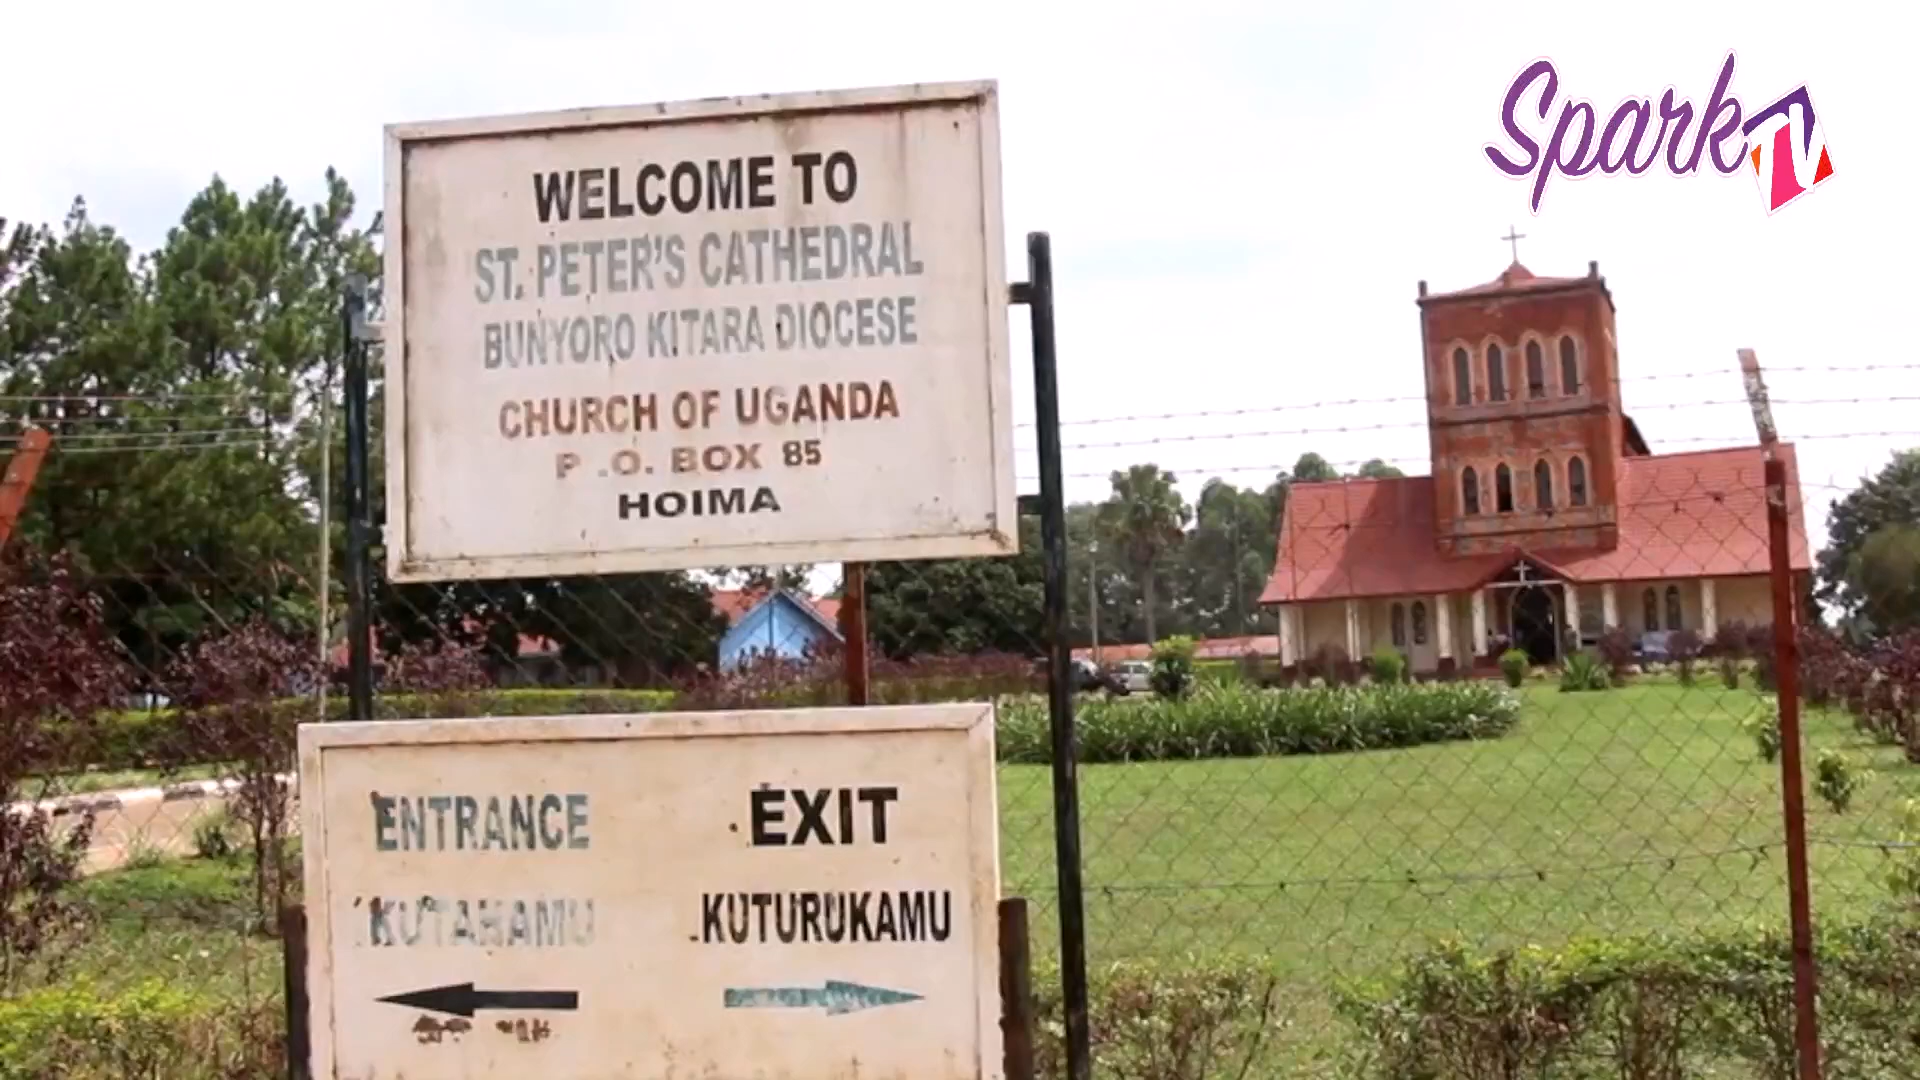 WELCOME TO
ST. PETER'S CATHEDRAL
BUNYORO KITARA DIOCESE
CHURCH OF UGANDA
P .O. BOX 85
HOIMA
ENTRANCE
KUTAHAMU
EXIT
KUTURUKAMU
Spark TV